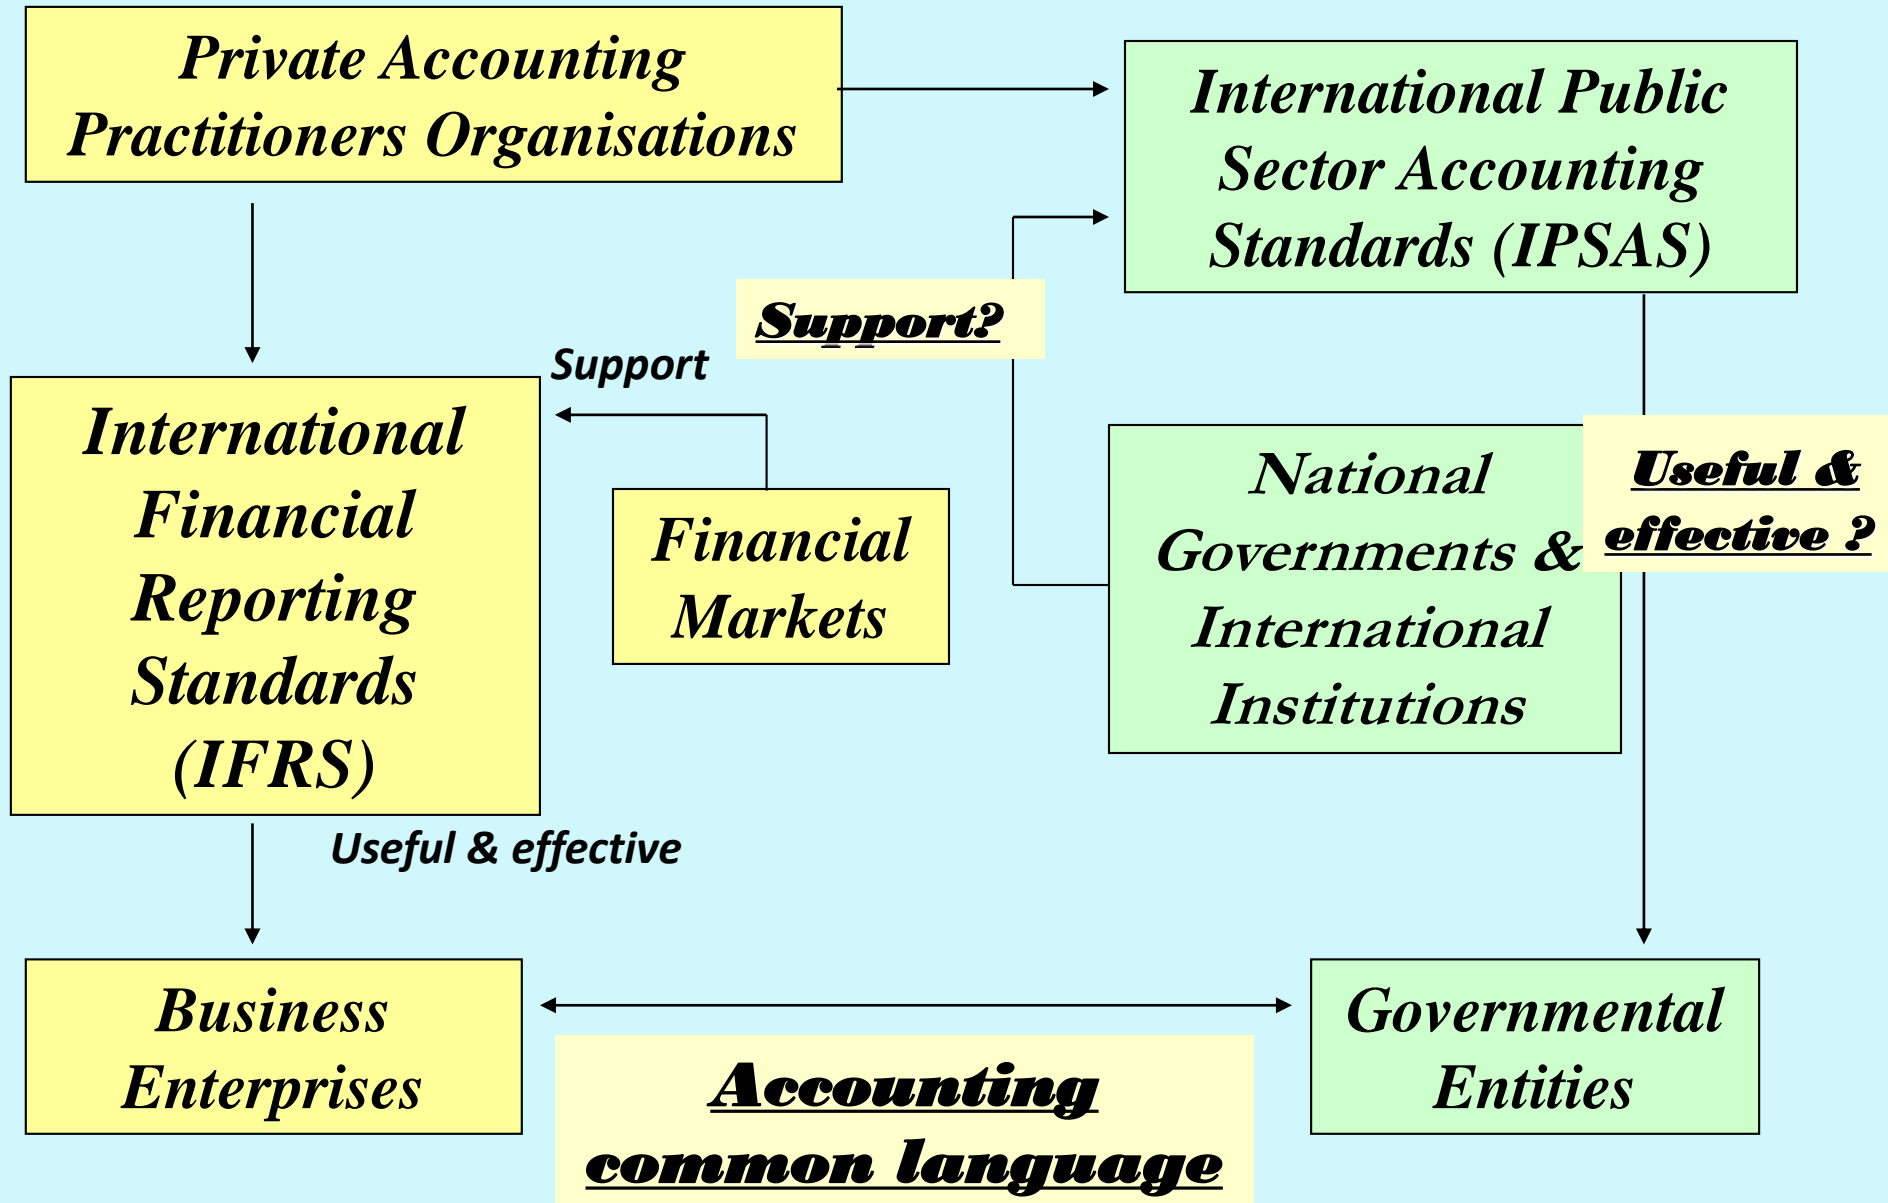 Private Accounting
Practitioners Organisations
International Public
Sector Accounting
Standards (IPSAS)
Support?
Support
International
Financial
Reporting
Standards
(IFRS)
Financial
Markets
National
Governments &
International
Institutions
Useful &
effective ?
Useful & effective
Business
Enterprises
Accounting
common language
Governmental
Entities